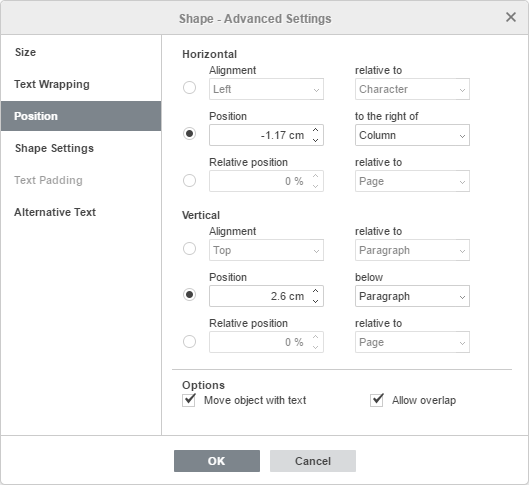 Shape - Advanced Settings
Size
Text Wrapping
Position
Shape Settings
Text Padding
Alternative Text
Horizontal
Alignment relative to
Left Character
Position to the right of
-1.17 cm Column
Relative position relative to
0 % Page
Vertical
Alignment relative to
Top Paragraph
Position below
2.6 cm Paragraph
Relative position relative to
0 % Page
Options
Move object with text Allow overlap
OK Cancel